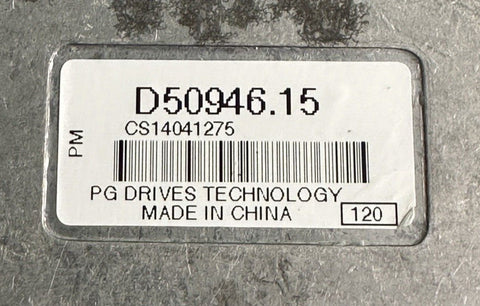 D50946.15
CS14041275
PM
PG DRIVES TECHNOLOGY
MADE IN CHINA
120